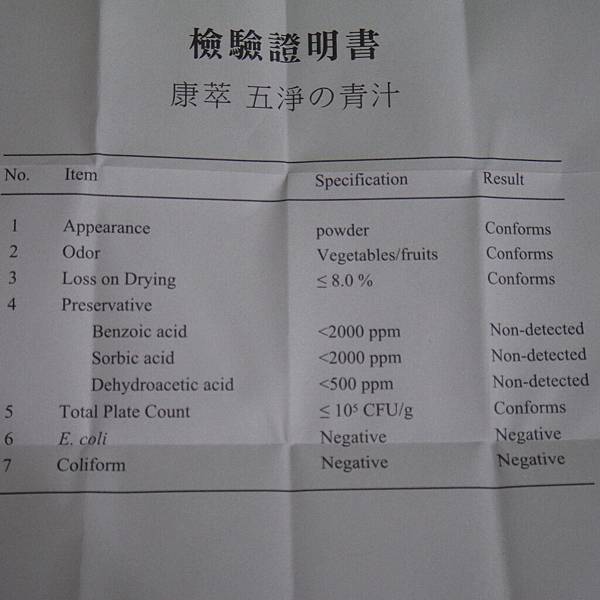 檢驗證明書
康萃 五淨の青汁
No. Item Specification Result
1 Appearance powder Conforms
2 Odor Vegetables/fruits Conforms
3 Loss on Drying ≤ 8.0 % Conforms
4 Preservative
Benzoic acid <2000 ppm Non-detected
Sorbic acid <2000 ppm Non-detected
Dehydroacetic acid <500 ppm Non-detected
5 Total Plate Count ≤ 10⁵ CFU/g Conforms
6 E. coli Negative Negative
7 Coliform Negative Negative